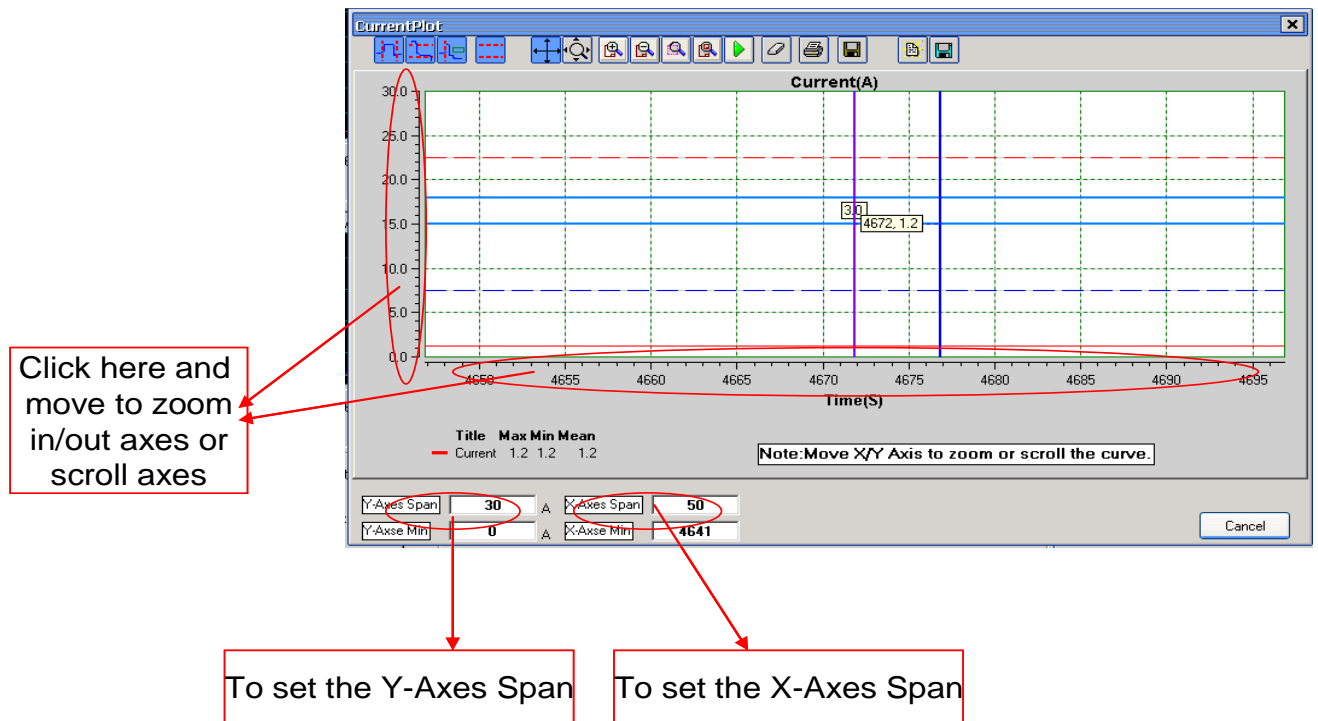 CurrentPlot
Current(A)
30.0
25.0
20.0
15.0
10.0
5.0
0.0
3.0
4672, 1.2
4650 4655 4660 4665 4670 4675 4680 4685 4690 4695
Time(S)
Title Max Min Mean
Current 1.2 1.2 1.2
Note:Move X/Y Axis to zoom or scroll the curve.
Y-Axes Span 30 A X-Axes Span 50
Y-Axse Min 0 A X-Axse Min 4641
Cancel
Click here and
move to zoom
in/out axes or
scroll axes
To set the Y-Axes Span
To set the X-Axes Span